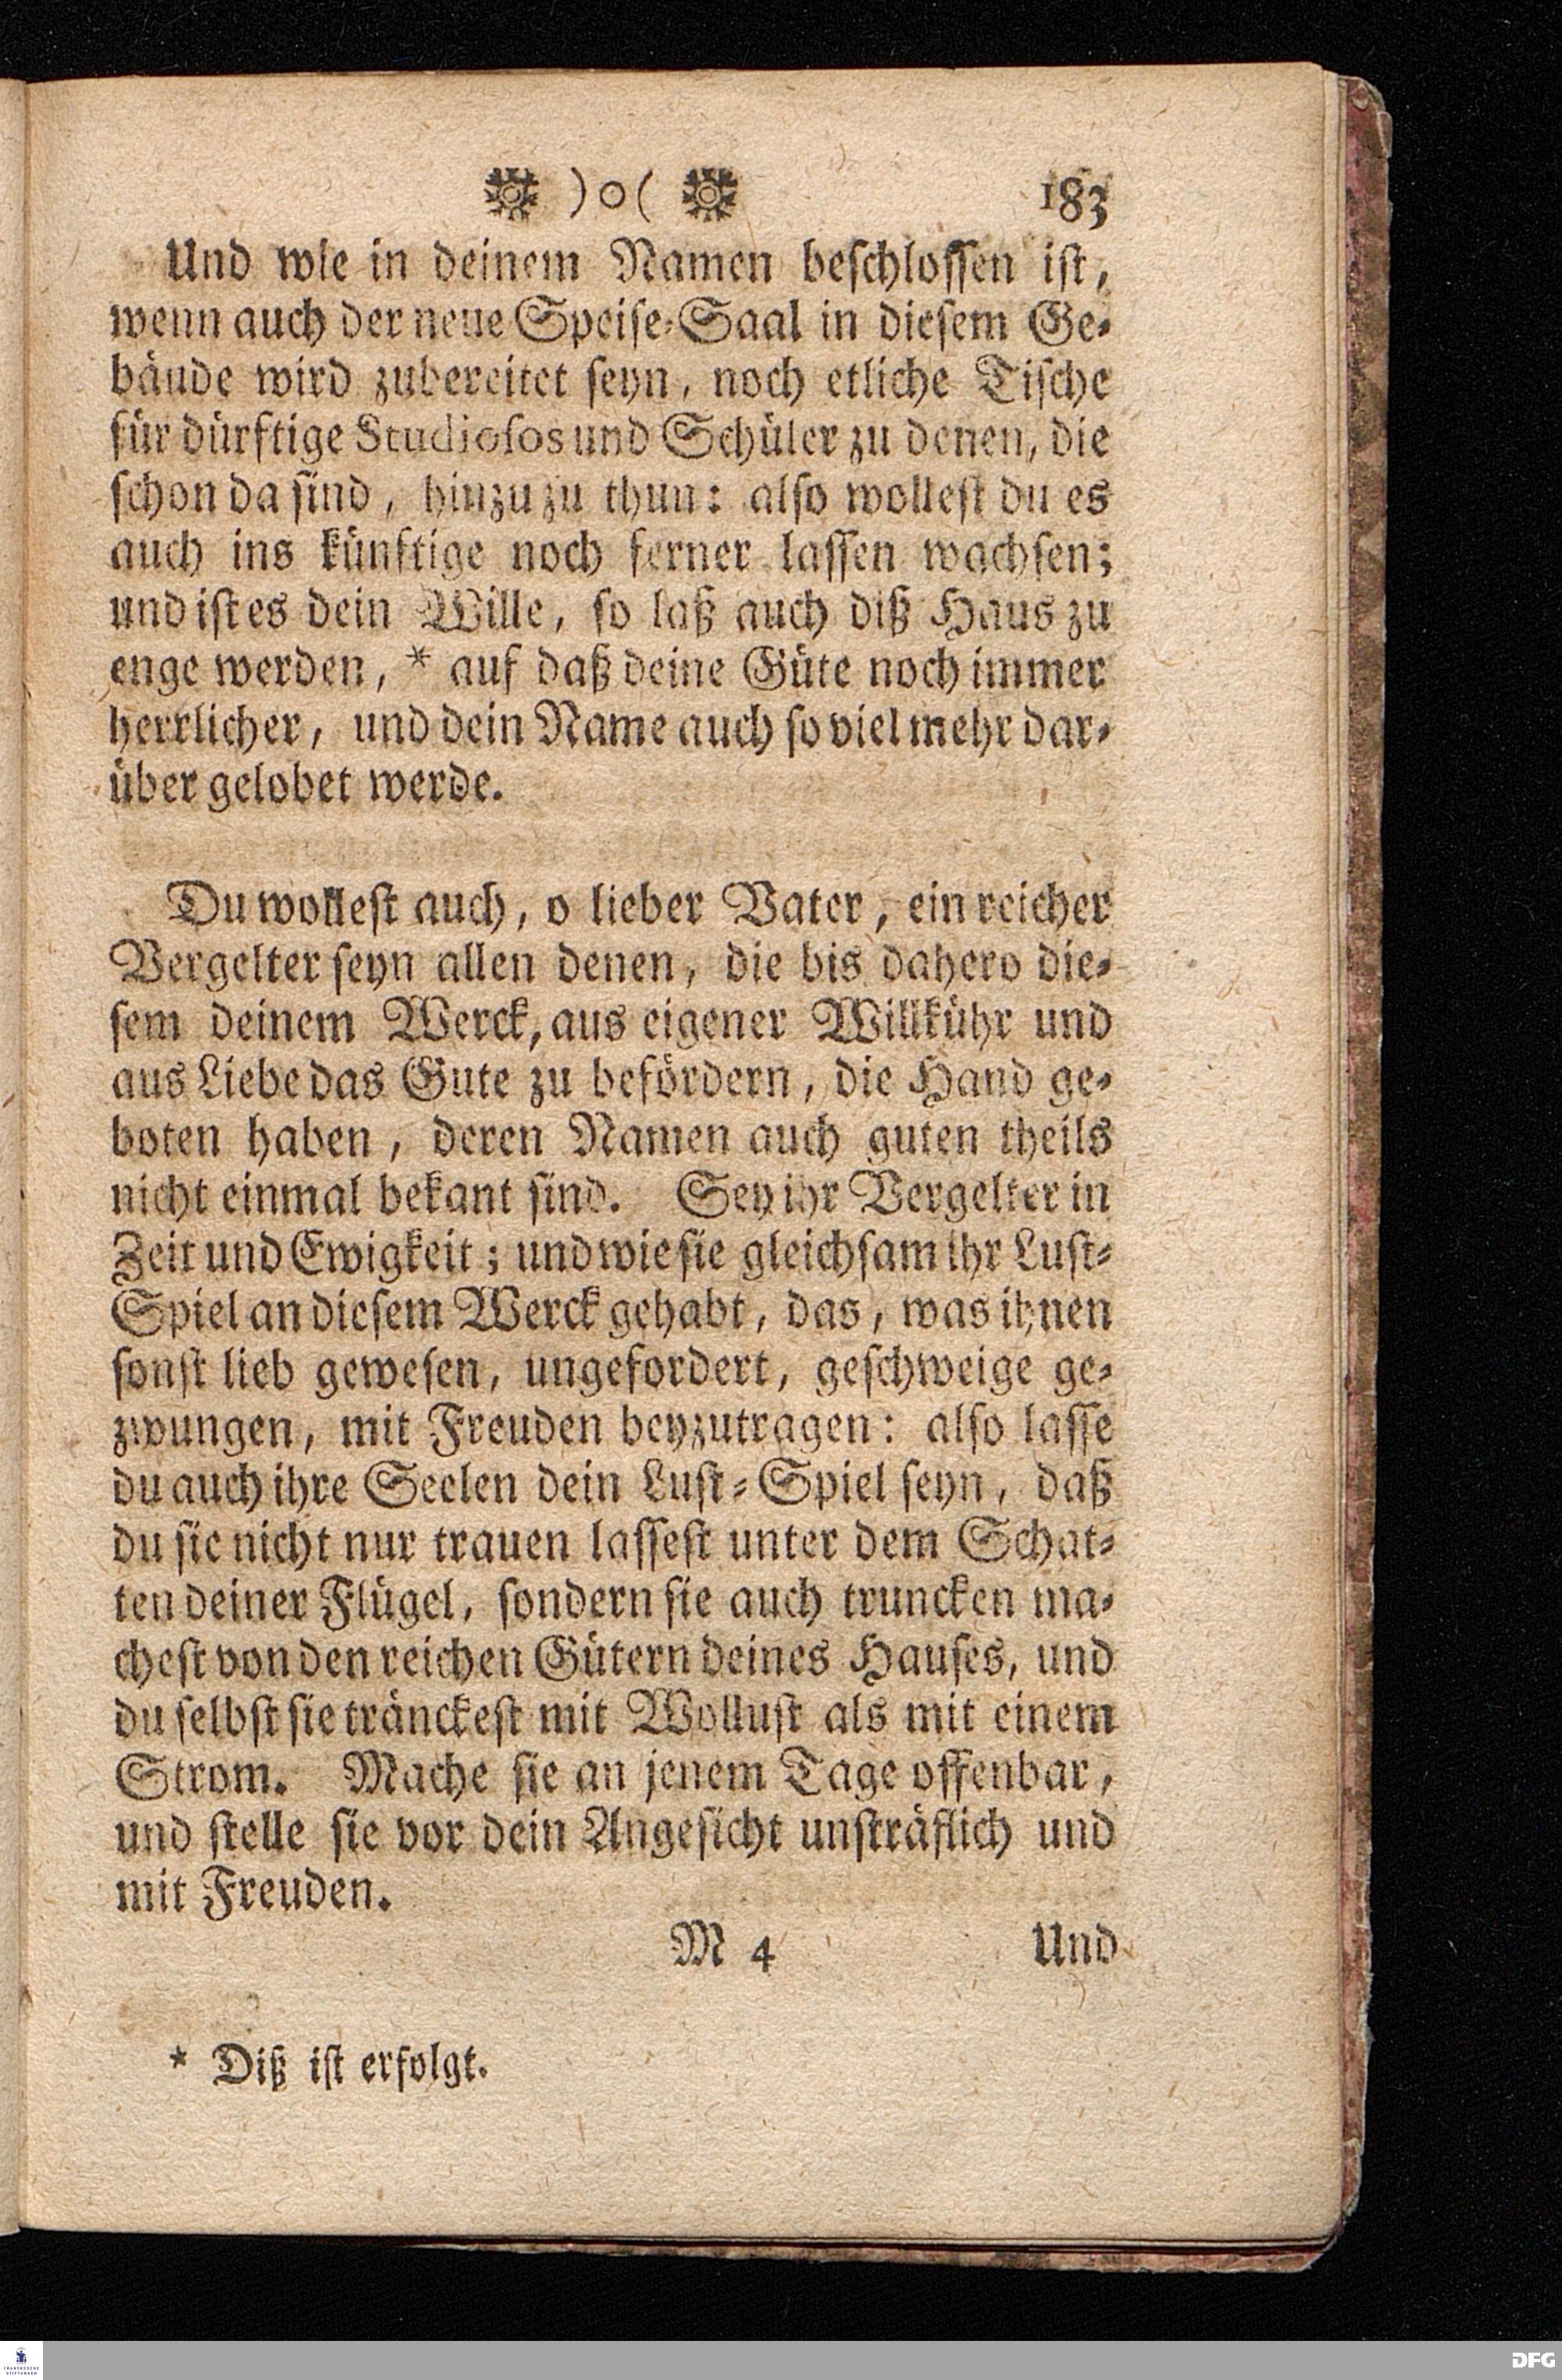 )o( 183
Und wie in deinem Namen beschlossen ist,
wenn auch der neue Speise-Saal in diesem Ge-
bäude wird zubereitet seyn, noch etliche Tische
für dürftige Studiosos und Schüler zu denen, die
schon da sind, hinzu zu thun: also wollest du es
auch ins künftige noch ferner lassen wachsen;
und ist es dein Wille, so laß auch diß Haus zu
enge werden, * auf daß deine Güte noch immer
herrlicher, und dein Name auch so viel mehr dar-
über gelobet werde.
Du wollest auch, o lieber Vater, ein reicher
Vergelter seyn allen denen, die bis dahero die-
sem deinem Werck, aus eigener Willkühr und
aus Liebe das Gute zu befördern, die Hand ge-
boten haben, deren Namen auch guten theils
nicht einmal bekant sind. Sey ihr Vergelter in
Zeit und Ewigkeit; und wie sie gleichsam ihr Lust-
Spiel an diesem Werck gehabt, das, was ihnen
sonst lieb gewesen, ungefordert, geschweige ge-
zwungen, mit Freuden beyzutragen: also lasse
du auch ihre Seelen dein Lust-Spiel seyn, daß
du sie nicht nur trauen lassest unter dem Schat-
ten deiner Flügel, sondern sie auch truncken ma-
chest von den reichen Gütern deines Hauses, und
du selbst sie tränckest mit Wollust als mit einem
Strom. Mache sie an jenem Tage offenbar,
und stelle sie vor dein Angesicht unsträflich und
mit Freuden.
M 4 Und
* Diß ist erfolgt.
FRANCKESCHE
STIFTUNGEN
DFG